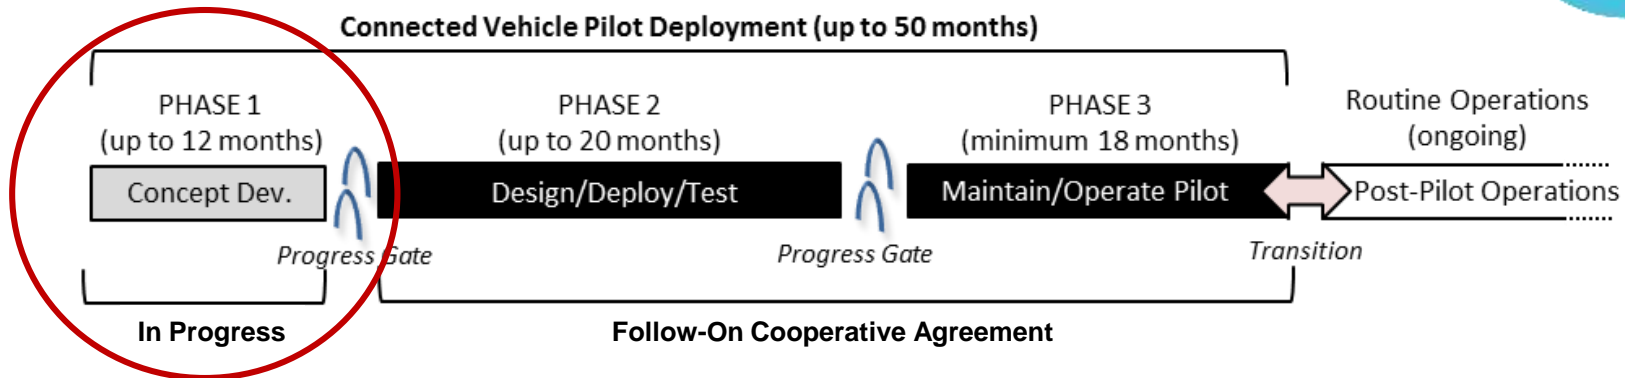 Connected Vehicle Pilot Deployment (up to 50 months)
PHASE 1
(up to 12 months)
Concept Dev.
Progress Gate
In Progress
PHASE 2
(up to 20 months)
Design/Deploy/Test
Progress Gate
PHASE 3
(minimum 18 months)
Maintain/Operate Pilot
Transition
Follow-On Cooperative Agreement
Routine Operations
(ongoing)
Post-Pilot Operations